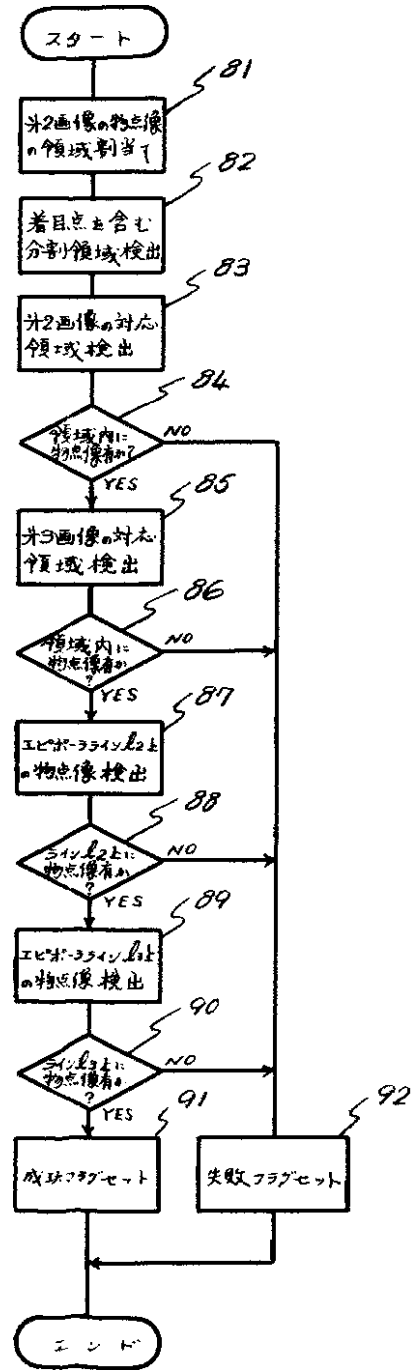 スタート
81
外2画像の物点像
の領域割当て
82
着目点を含む
分割領域検出
83
外2画像の対応
領域検出
84
領域内に
物点像有か?
NO
YES
85
外3画像の対応
領域検出
86
領域内に
物点像有か
?
NO
YES
87
エピポーラライン l2上
の物点像検出
88
ライン l2上に
物点像有か
?
NO
YES
89
エピポーラライン l3上
の物点像検出
90
ライン l3上に
物点像有か
?
NO
YES
91
成功フラグセット
92
失敗フラグセット
エンド